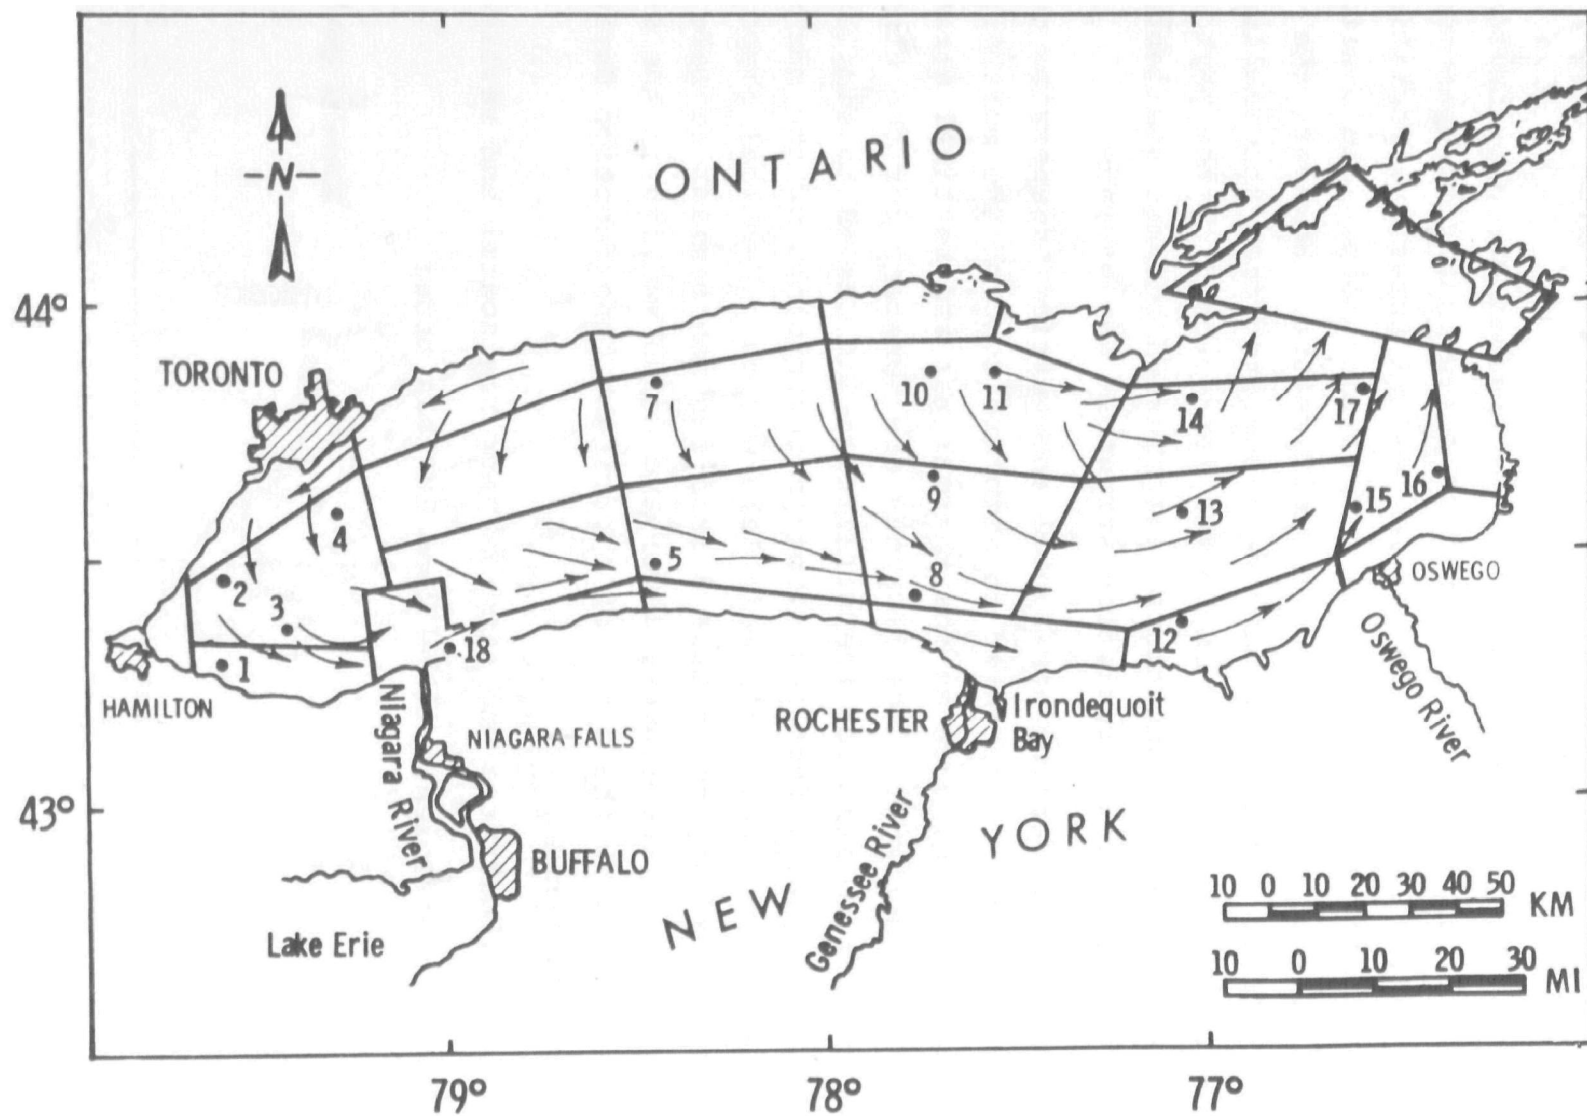 ONTARIO
N
44°
TORONTO
7
10
11
14
17
4
9
13
15
16
2
3
5
8
12
OSWEGO
1
18
HAMILTON
Niagara River
NIAGARA FALLS
ROCHESTER
Irondequoit
Bay
Oswego River
43°
BUFFALO
Genessee River
NEW YORK
Lake Erie
10 0 10 20 30 40 50 KM
10 0 10 20 30 MI
79°
78°
77°